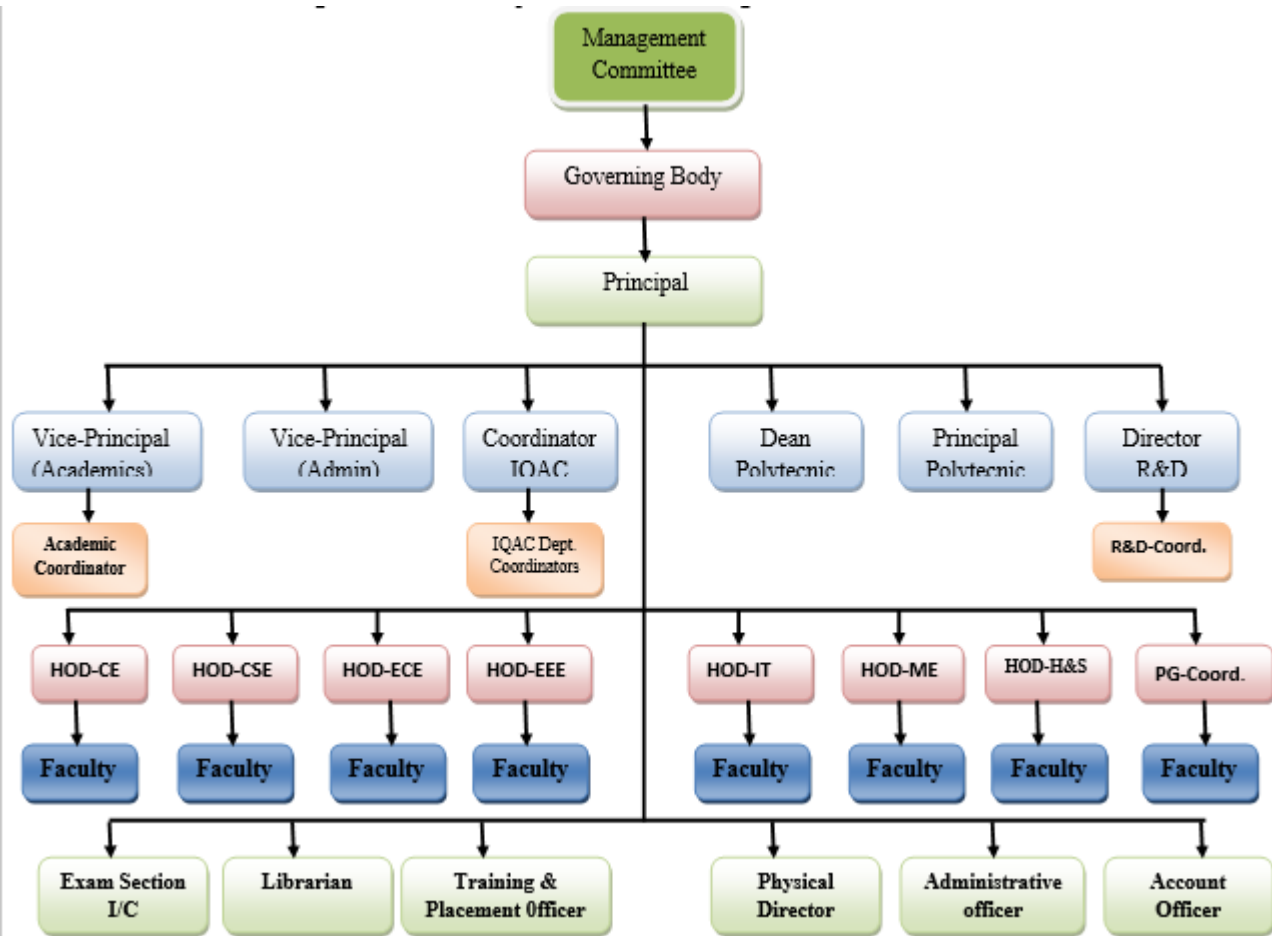 Management
Committee
Governing Body
Principal
Vice-Principal
(Academics)
Vice-Principal
(Admin)
Coordinator
IQAC
Dean
Polytecnic
Principal
Polytecnic
Director
R&D
Academic
Coordinator
IQAC Dept.
Coordinators
R&D-Coord.
HOD-CE
HOD-CSE
HOD-ECE
HOD-EEE
HOD-IT
HOD-ME
HOD-H&S
PG-Coord.
Faculty
Faculty
Faculty
Faculty
Faculty
Faculty
Faculty
Faculty
Exam Section
I/C
Librarian
Training &
Placement 0fficer
Physical
Director
Administrative
officer
Account
Officer